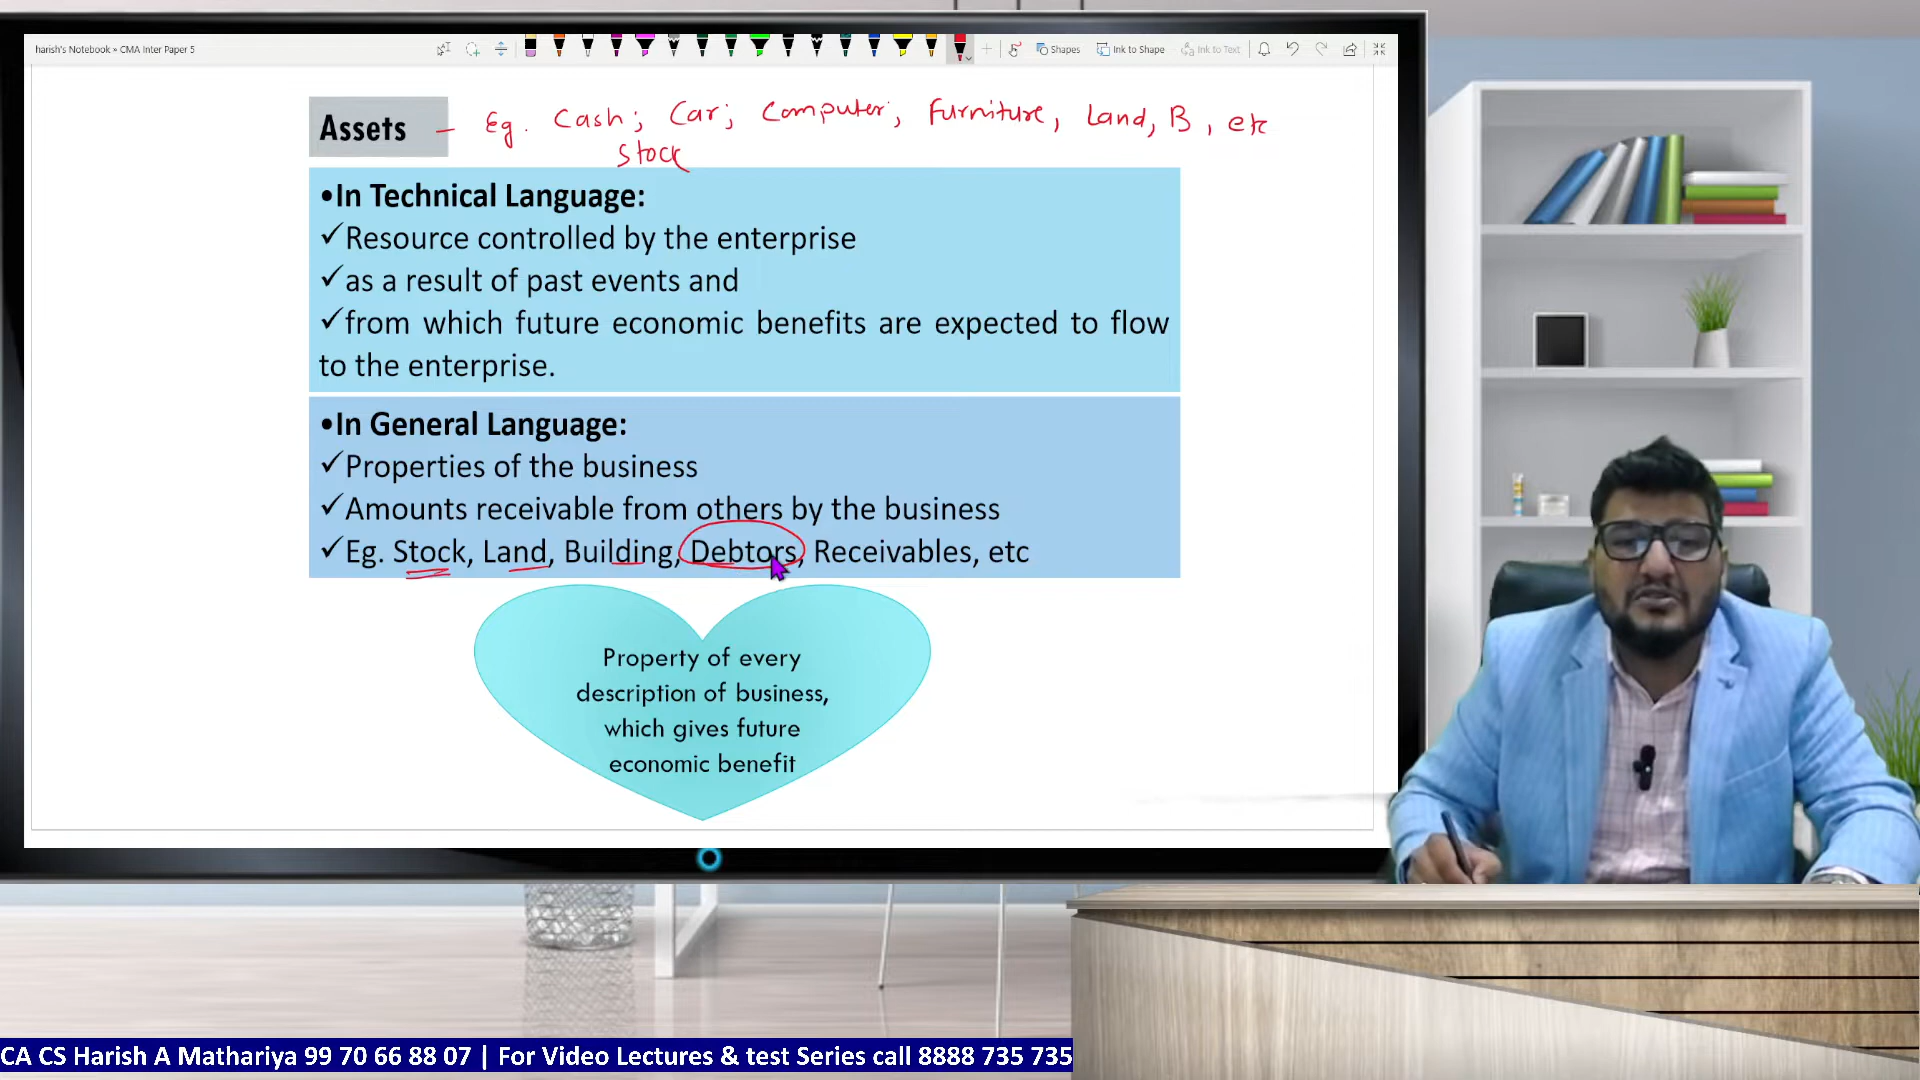 harish's Notebook » CMA Inter Paper 5
Shapes
Ink to Shape
Ink to Text
Assets – Eg. Cash; Car; Computer; Furniture, Land, B, etc
Stock
•In Technical Language:
✓Resource controlled by the enterprise
✓as a result of past events and
✓from which future economic benefits are expected to flow
to the enterprise.
•In General Language:
✓Properties of the business
✓Amounts receivable from others by the business
✓Eg. Stock, Land, Building, Debtors, Receivables, etc
Property of every
description of business,
which gives future
economic benefit
CA CS Harish A Mathariya 99 70 66 88 07 | For Video Lectures & test Series call 8888 735 735